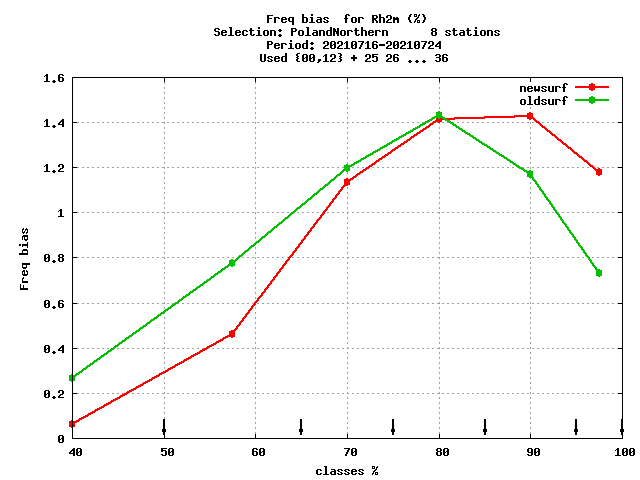 Freq bias  for Rh2m (%)
Selection: PolandNorthern      8 stations
Period: 20210716-20210724
Used {00,12} + 25 26 ... 36
newsurf
oldsurf
Freq bias
1.6
1.4
1.2
1
0.8
0.6
0.4
0.2
0
40 50 60 70 80 90 100
classes %